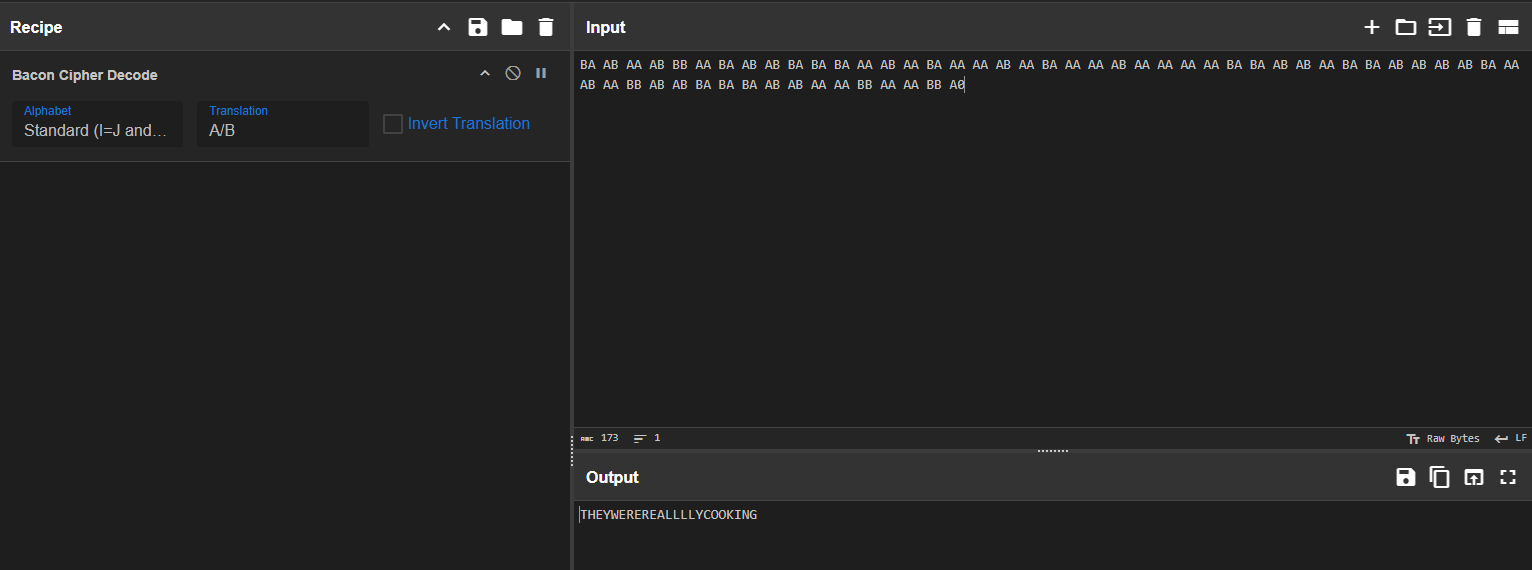 Recipe
Bacon Cipher Decode
Alphabet
Standard (I=J and…
Translation
A/B
Invert Translation
Input
BA AB AA AB BB AA BA AB AB BA BA BA AA AB AA BA AA AA AB AA BA AA AA AB AA AA AA AA BA BA AB AB AA BA BA AB AB AB AB BA AA
AB AA BB AB AB BA BA BA AB AB AA AA BB AA AA BB A0
ABC 173 1
Tт Raw Bytes LF
Output
THEYWEREREALLLLYCOOKING